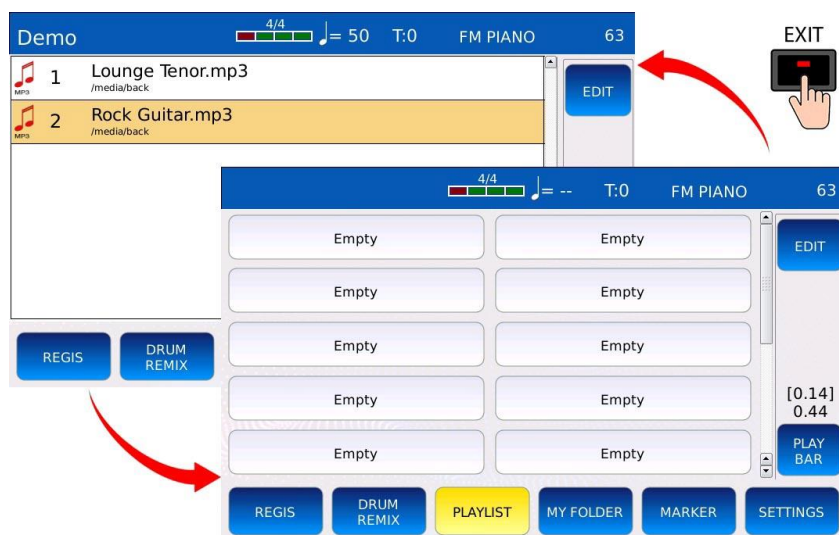 Demo
4/4
= 50
T:0
FM PIANO
63
EXIT
MP3
1
Lounge Tenor.mp3
/media/back
EDIT
MP3
2
Rock Guitar.mp3
/media/back
REGIS
DRUM
REMIX
4/4
= --
T:0
FM PIANO
63
Empty
Empty
EDIT
Empty
Empty
Empty
Empty
Empty
Empty
[0.14]
0.44
Empty
Empty
PLAY
BAR
REGIS
DRUM
REMIX
PLAYLIST
MY FOLDER
MARKER
SETTINGS